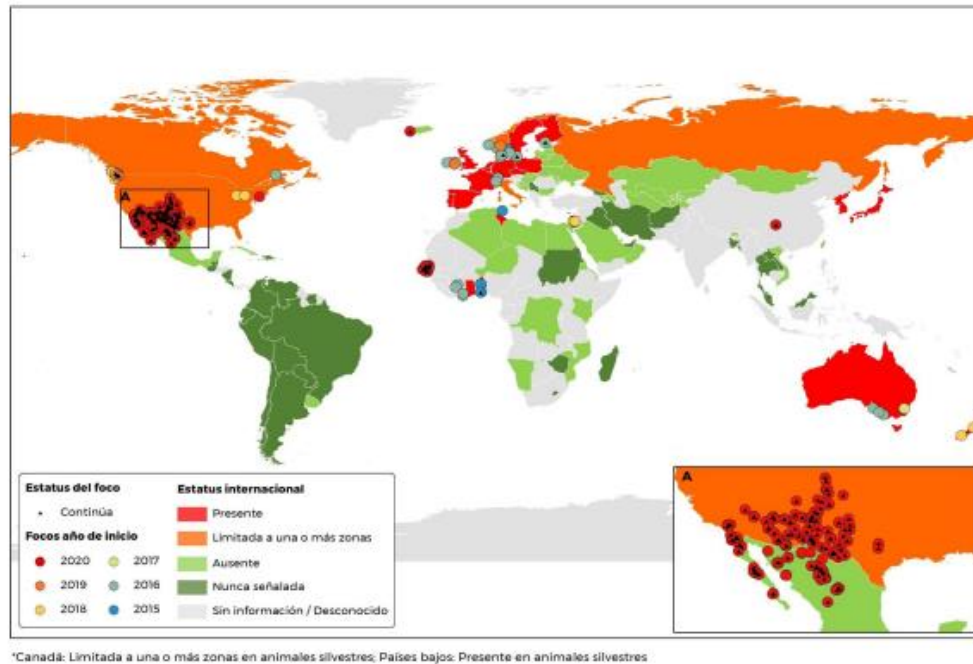 A
A
Estatus del foco
Continúa
Focos año de inicio
2020
2019
2018
2017
2016
2015
Estatus internacional
Presente
Limitada a una o más zonas
Ausente
Nunca señalada
Sin información / Desconocido
*Canadá: Limitada a una o más zonas en animales silvestres; Países bajos: Presente en animales silvestres